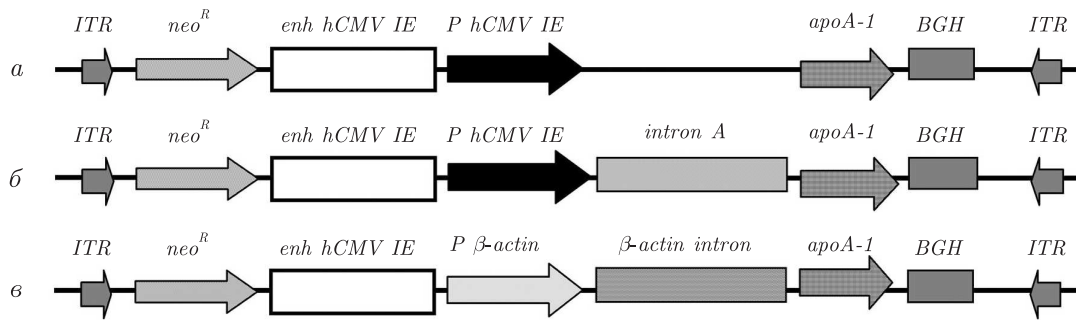 ITR neo^R enh hCMV IE P hCMV IE apoA-1 BGH ITR
а
ITR neo^R enh hCMV IE P hCMV IE intron A apoA-1 BGH ITR
б
ITR neo^R enh hCMV IE P β-actin β-actin intron apoA-1 BGH ITR
в